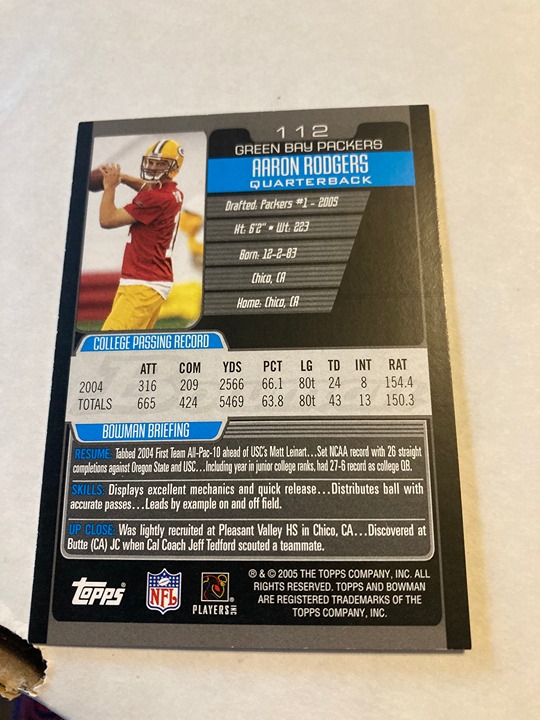 112
GREEN BAY PACKERS
AARON RODGERS
QUARTERBACK
Drafted: Packers #1 - 2005
Ht: 6'2" • Wt: 223
Born: 12-2-83
Chico, CA
Home: Chico, CA
COLLEGE PASSING RECORD
ATT COM YDS PCT LG TD INT RAT
2004 316 209 2566 66.1 80t 24 8 154.4
TOTALS 665 424 5469 63.8 80t 43 13 150.3
BOWMAN BRIEFING
RESUME: Tabbed 2004 First Team All-Pac-10 ahead of USC's Matt Leinart...Set NCAA record with 26 straight
completions against Oregon State and USC...Including year in junior college ranks, had 27-6 record as college QB.
SKILLS: Displays excellent mechanics and quick release...Distributes ball with
accurate passes...Leads by example on and off field.
UP CLOSE: Was lightly recruited at Pleasant Valley HS in Chico, CA...Discovered at
Butte (CA) JC when Cal Coach Jeff Tedford scouted a teammate.
Topps®
NFL
PLAYERS INC
® & © 2005 THE TOPPS COMPANY, INC. ALL
RIGHTS RESERVED. TOPPS AND BOWMAN
ARE REGISTERED TRADEMARKS OF THE
TOPPS COMPANY, INC.